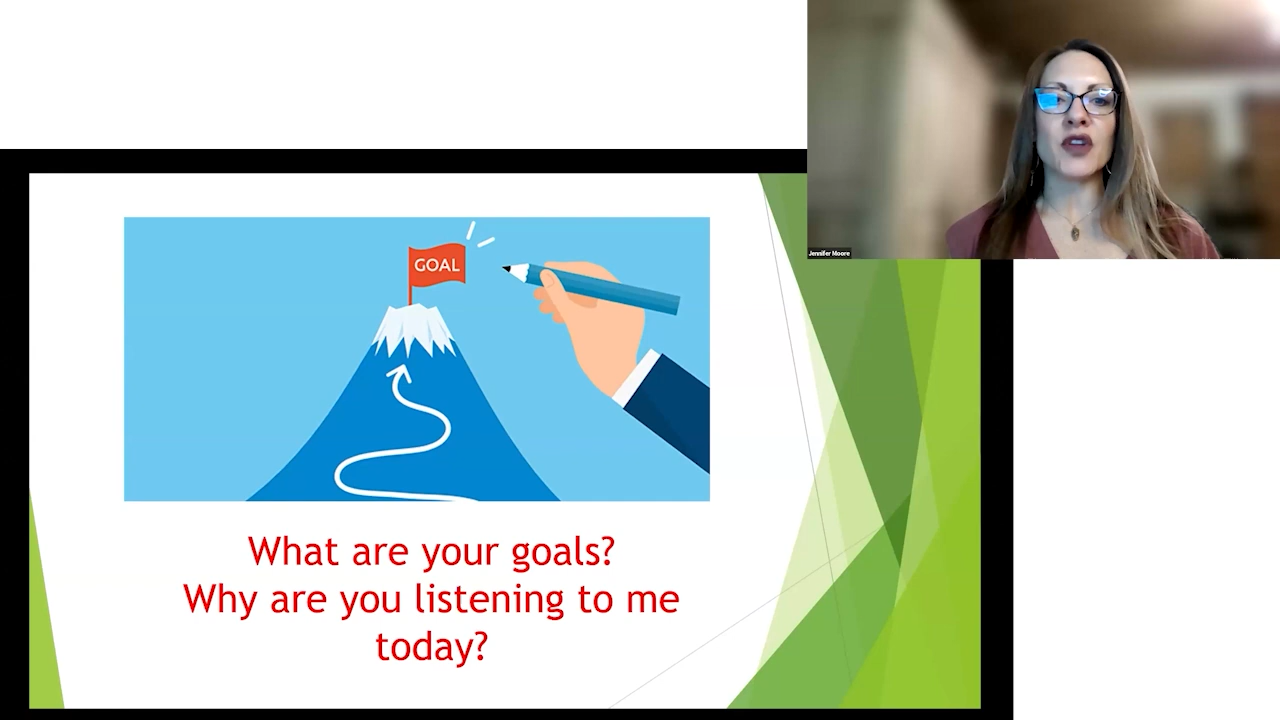 Jennifer Moore
GOAL
What are your goals?
Why are you listening to me
today?